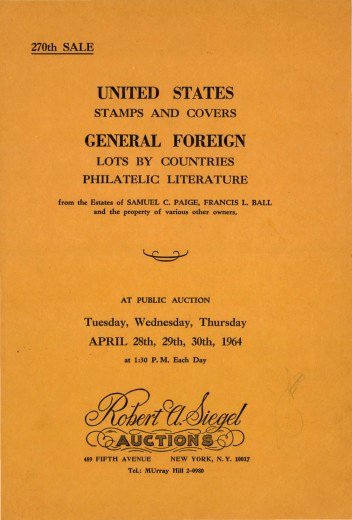 270th SALE
UNITED STATES
STAMPS AND COVERS
GENERAL FOREIGN
LOTS BY COUNTRIES
PHILATELIC LITERATURE
from the Estates of SAMUEL C. PAIGE, FRANCIS L. BALL
and the property of various other owners.
AT PUBLIC AUCTION
Tuesday, Wednesday, Thursday
APRIL 28th, 29th, 30th, 1964
at 1:30 P. M. Each Day
Robert A. Siegel
AUCTIONS
489 FIFTH AVENUE NEW YORK, N. Y. 10017
Tel.: MUrray Hill 2-0980